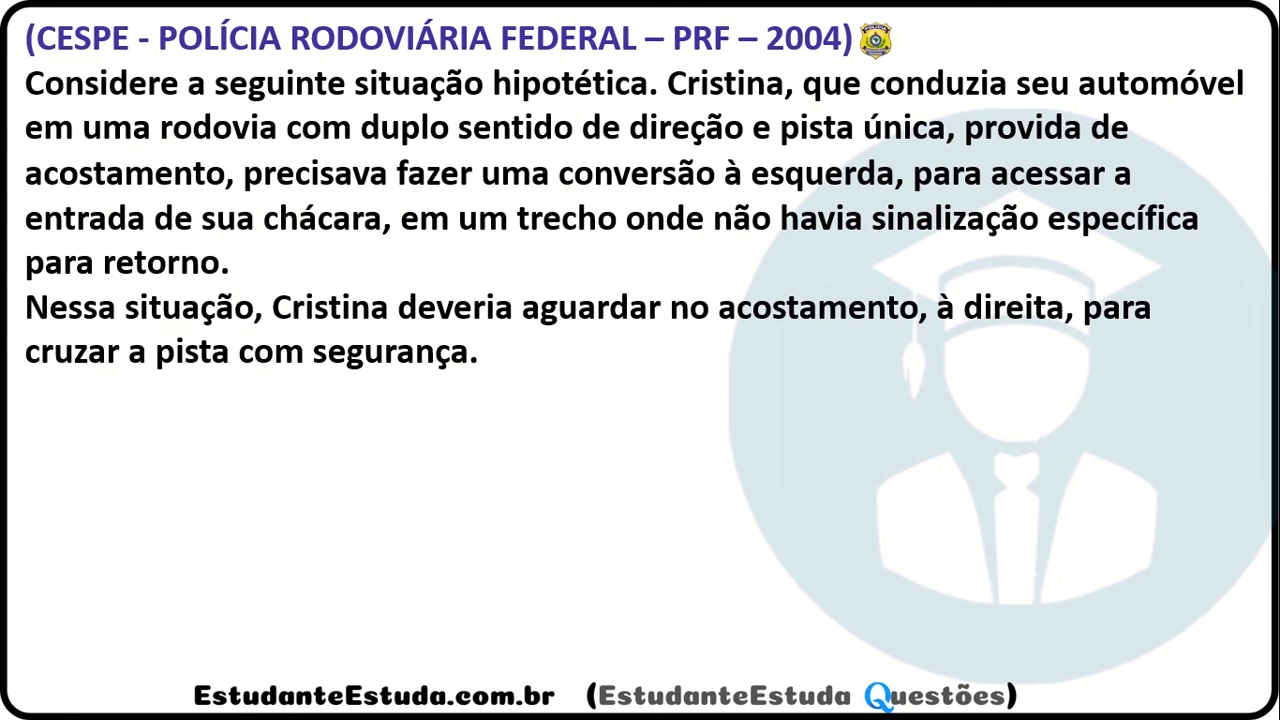 (CESPE - POLÍCIA RODOVIÁRIA FEDERAL – PRF – 2004)
Considere a seguinte situação hipotética. Cristina, que conduzia seu automóvel
em uma rodovia com duplo sentido de direção e pista única, provida de
acostamento, precisava fazer uma conversão à esquerda, para acessar a
entrada de sua chácara, em um trecho onde não havia sinalização específica
para retorno.
Nessa situação, Cristina deveria aguardar no acostamento, à direita, para
cruzar a pista com segurança.
EstudanteEstuda.com.br (EstudanteEstuda Questões)